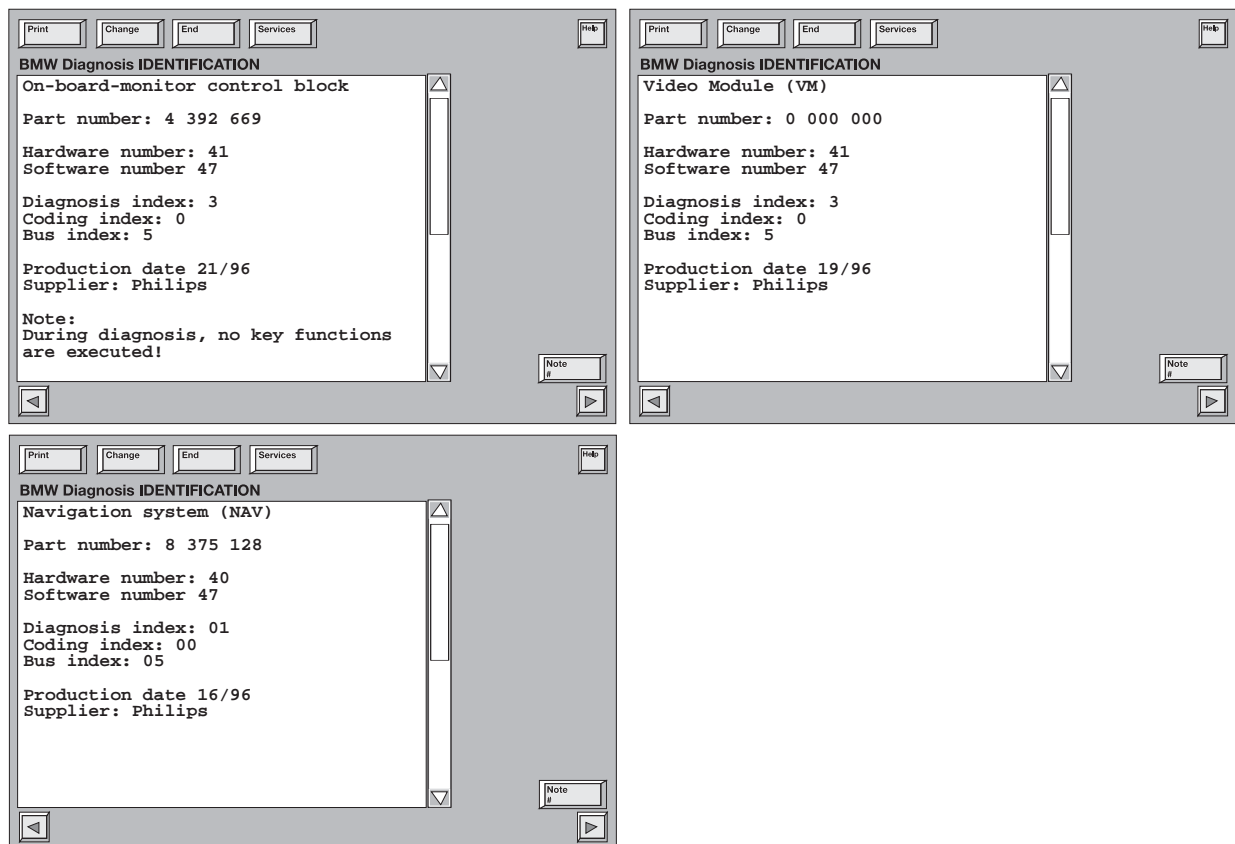 Print
Change
End
Services
Help
BMW Diagnosis IDENTIFICATION
On-board-monitor control block
Part number: 4 392 669
Hardware number: 41
Software number 47
Diagnosis index: 3
Coding index: 0
Bus index: 5
Production date 21/96
Supplier: Philips
Note:
During diagnosis, no key functions
are executed!
Note
#
Print
Change
End
Services
Help
BMW Diagnosis IDENTIFICATION
Video Module (VM)
Part number: 0 000 000
Hardware number: 41
Software number 47
Diagnosis index: 3
Coding index: 0
Bus index: 5
Production date 19/96
Supplier: Philips
Note
#
Print
Change
End
Services
Help
BMW Diagnosis IDENTIFICATION
Navigation system (NAV)
Part number: 8 375 128
Hardware number: 40
Software number 47
Diagnosis index: 01
Coding index: 00
Bus index: 05
Production date 16/96
Supplier: Philips
Note
#